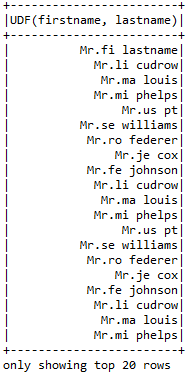 +-----------------------+
|UDF(firstname, lastname)|
+-----------------------+
| Mr.fi lastname|
| Mr.li cudrow|
| Mr.ma louis|
| Mr.mi phelps|
| Mr.us pt|
| Mr.se williams|
| Mr.ro federer|
| Mr.je cox|
| Mr.fe johnson|
| Mr.li cudrow|
| Mr.ma louis|
| Mr.mi phelps|
| Mr.us pt|
| Mr.se williams|
| Mr.ro federer|
| Mr.je cox|
| Mr.fe johnson|
| Mr.li cudrow|
| Mr.ma louis|
| Mr.mi phelps|
+-----------------------+
only showing top 20 rows